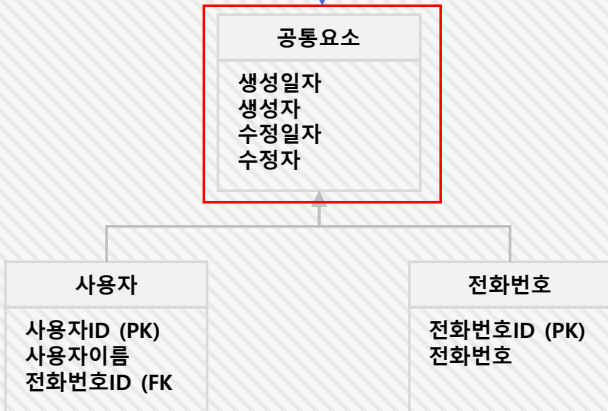 공통요소
생성일자
생성자
수정일자
수정자
사용자
사용자ID (PK)
사용자이름
전화번호ID (FK
전화번호
전화번호ID (PK)
전화번호